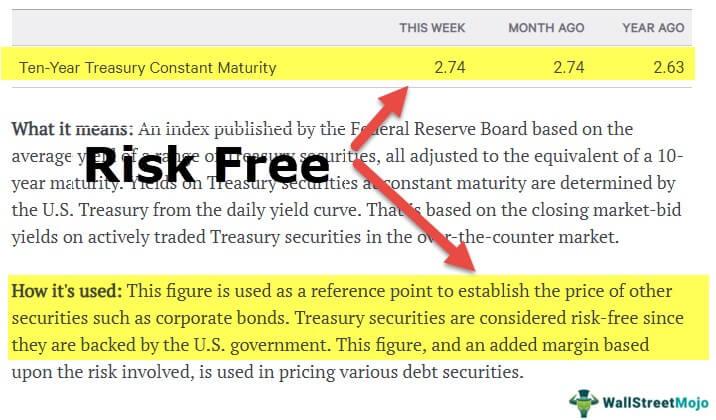 THIS WEEK MONTH AGO YEAR AGO
Ten-Year Treasury Constant Maturity 2.74 2.74 2.63
What it means: An index published by the Federal Reserve Board based on the
average yield of a range of Treasury securities, all adjusted to the equivalent of a 10-
Risk Free
year maturity. Yields on Treasury securities at constant maturity are determined by
the U.S. Treasury from the daily yield curve. That is based on the closing market-bid
yields on actively traded Treasury securities in the over-the-counter market.
How it's used: This figure is used as a reference point to establish the price of other
securities such as corporate bonds. Treasury securities are considered risk-free since
they are backed by the U.S. government. This figure, and an added margin based
upon the risk involved, is used in pricing various debt securities.
WallStreetMojo